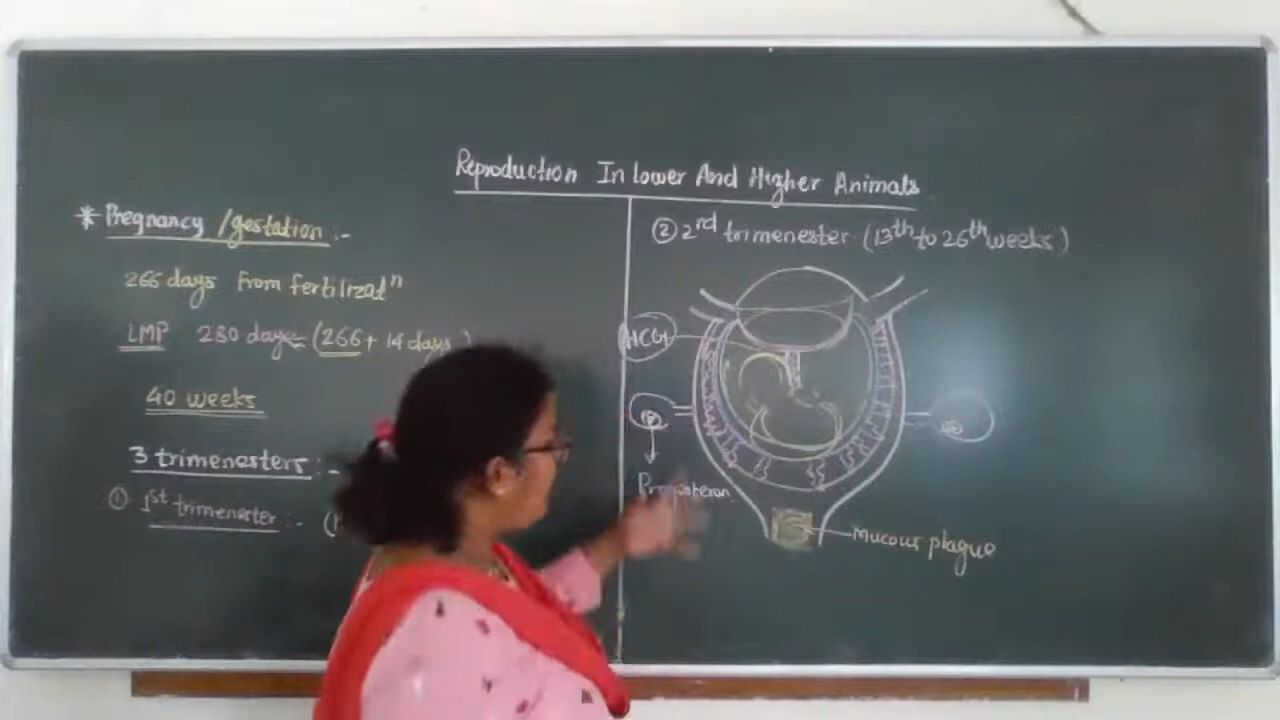 Reproduction In Lower And Higher Animals
* Pregnancy /gestation :-
266 days from fertilizatⁿ
LMP 280 days (266 + 14 days)
40 weeks
3 trimenesters :-
① 1st trimenester :- (
② 2rd trimenester (13th to 26th weeks)
HCG
Progesteron
mucous plague